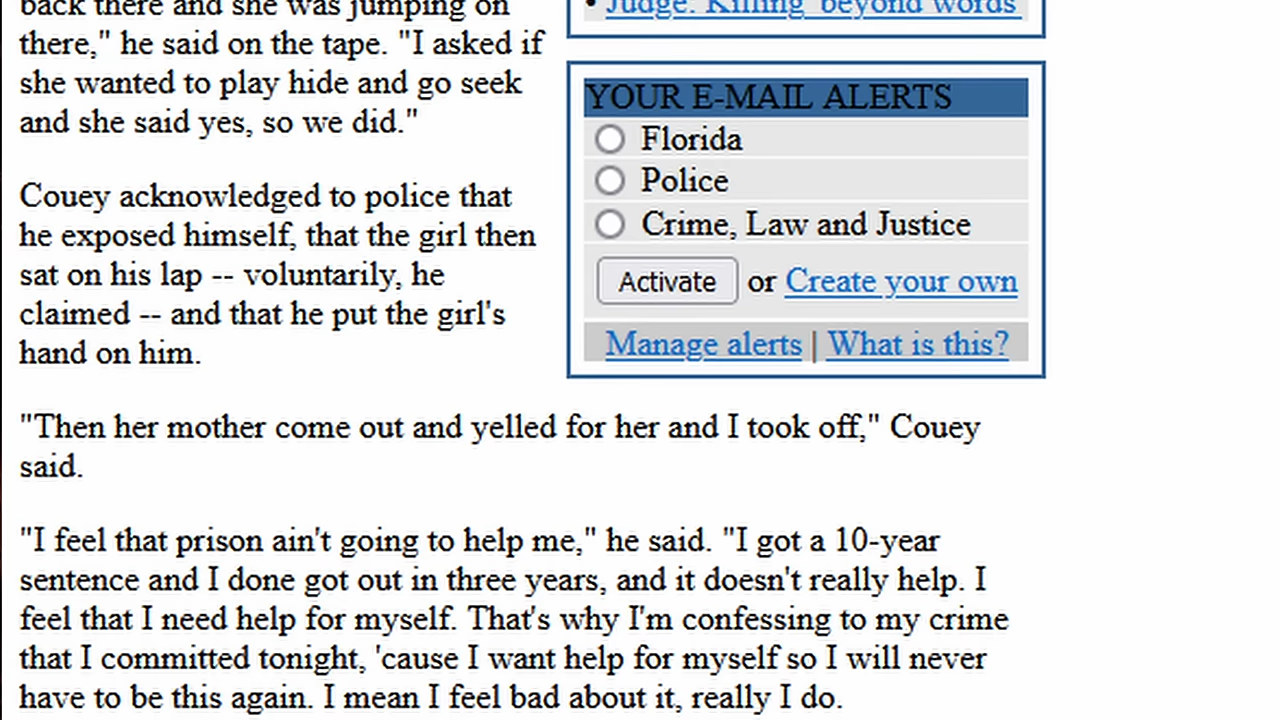 back there and she was jumping on
there," he said on the tape. "I asked if
she wanted to play hide and go seek
and she said yes, so we did."
Couey acknowledged to police that
he exposed himself, that the girl then
sat on his lap -- voluntarily, he
claimed -- and that he put the girl's
hand on him.
• Judge: Killing 'beyond words'
YOUR E-MAIL ALERTS
Florida
Police
Crime, Law and Justice
Activate or Create your own
Manage alerts | What is this?
"Then her mother come out and yelled for her and I took off," Couey
said.
"I feel that prison ain't going to help me," he said. "I got a 10-year
sentence and I done got out in three years, and it doesn't really help. I
feel that I need help for myself. That's why I'm confessing to my crime
that I committed tonight, 'cause I want help for myself so I will never
have to be this again. I mean I feel bad about it, really I do.